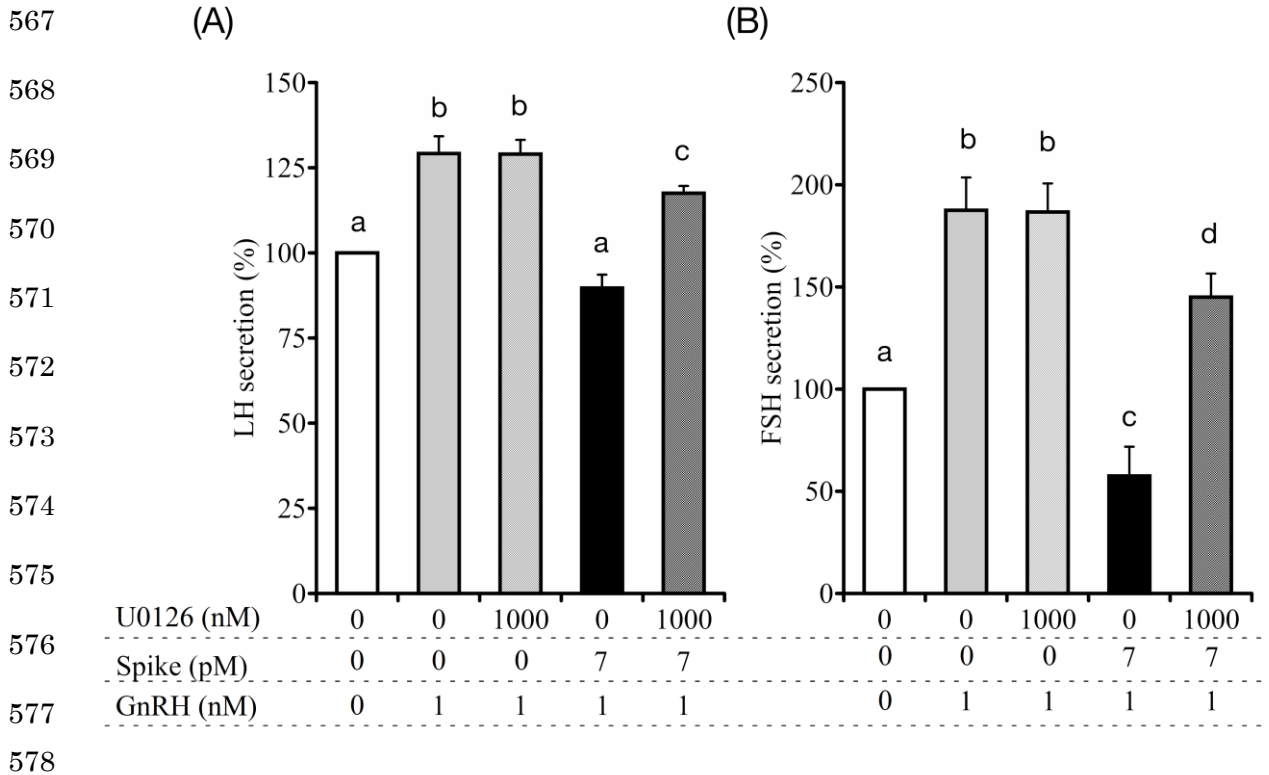 567
(A)
(B)
568
569
570
571
572
573
574
575
576
577
578
LH secretion (%)
150
125
100
75
50
25
0
a
b
b
a
c
FSH secretion (%)
250
200
150
100
50
0
a
b
b
c
d
U0126 (nM) 0 0 1000 0 1000 0 0 1000 0 1000
Spike (pM) 0 0 0 7 7 0 0 0 7 7
GnRH (nM) 0 1 1 1 1 0 1 1 1 1